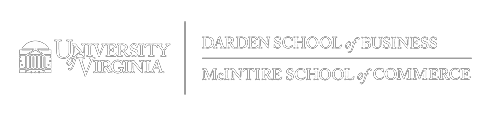 UNIVERSITY
of VIRGINIA
DARDEN SCHOOL of BUSINESS
McINTIRE SCHOOL of COMMERCE